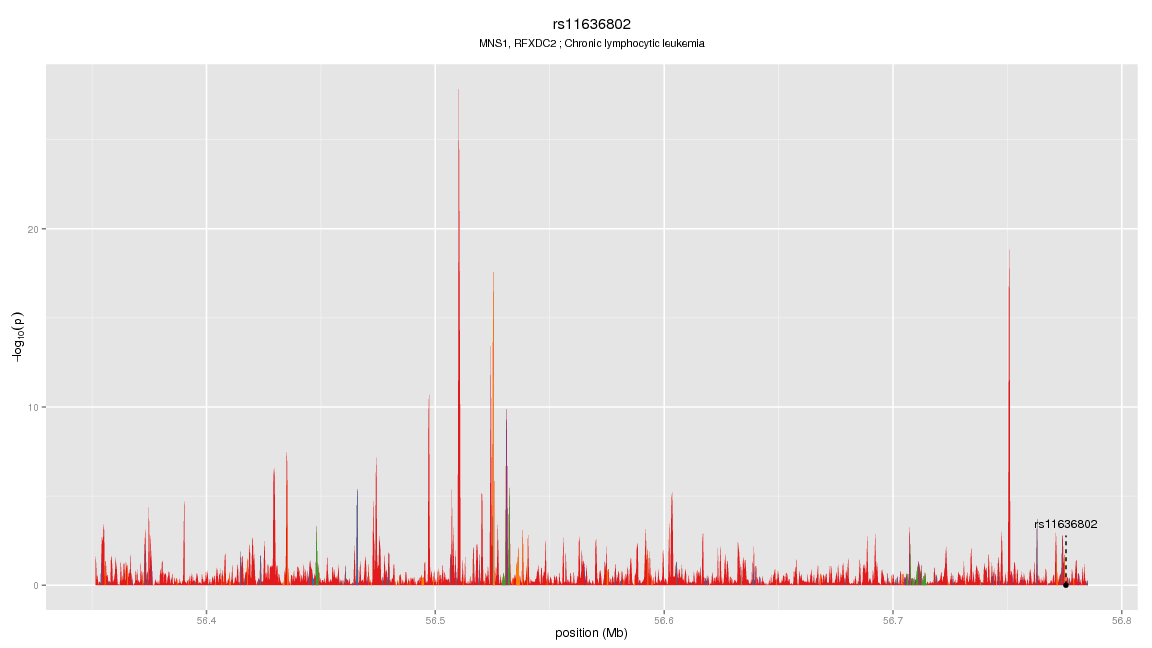 rs11636802
MNS1, RFXDC2 ; Chronic lymphocytic leukemia
20
10
0
−log10(p)
rs11636802
56.4
56.5
56.6
56.7
56.8
position (Mb)